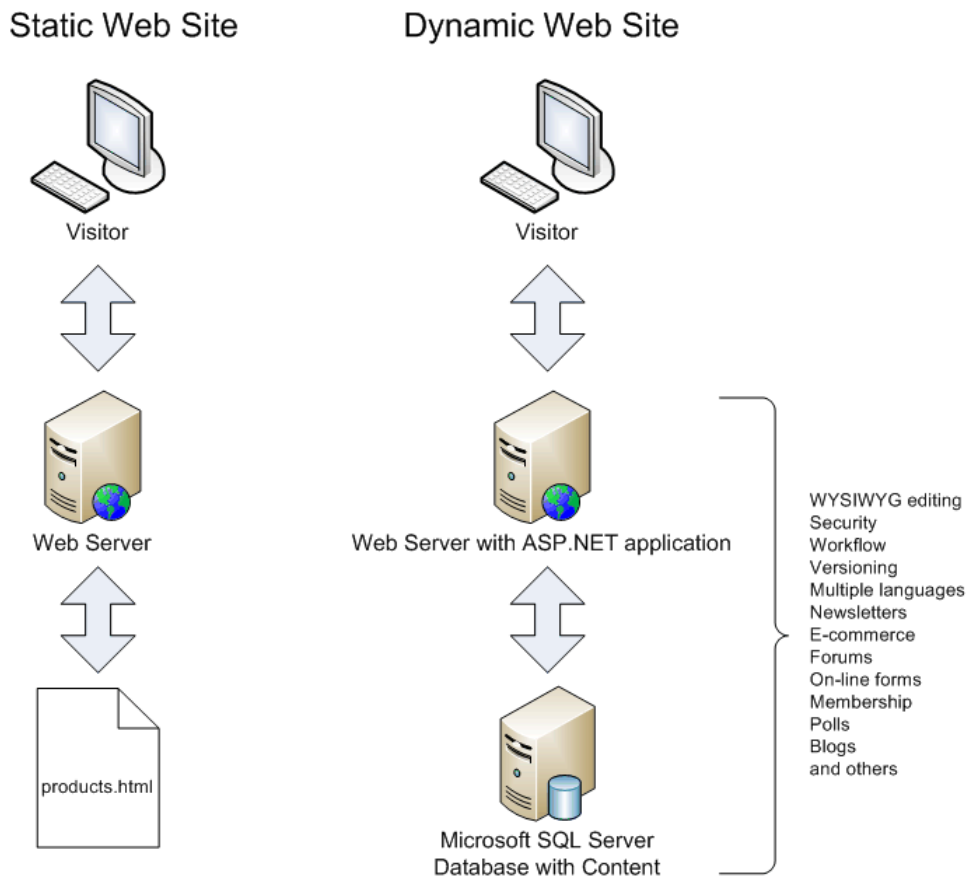 Static Web Site
Dynamic Web Site
Visitor
Visitor
Web Server
Web Server with ASP.NET application
products.html
Microsoft SQL Server
Database with Content
WYSIWYG editing
Security
Workflow
Versioning
Multiple languages
Newsletters
E-commerce
Forums
On-line forms
Membership
Polls
Blogs
and others